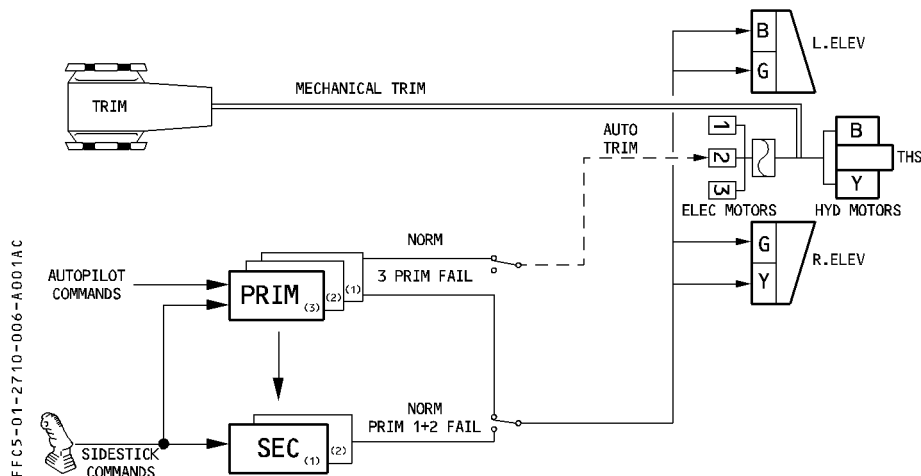 B
L.ELEV
G
TRIM
MECHANICAL TRIM
AUTO
TRIM
1
2
3
B
THS
Y
ELEC MOTORS
HYD MOTORS
G
R.ELEV
Y
NORM
3 PRIM FAIL
AUTOPILOT
COMMANDS
PRIM
(3)
(2)
(1)
NORM
PRIM 1+2 FAIL
SEC
(1)
(2)
SIDESTICK
COMMANDS
FFC5-01-2710-006-A001AC